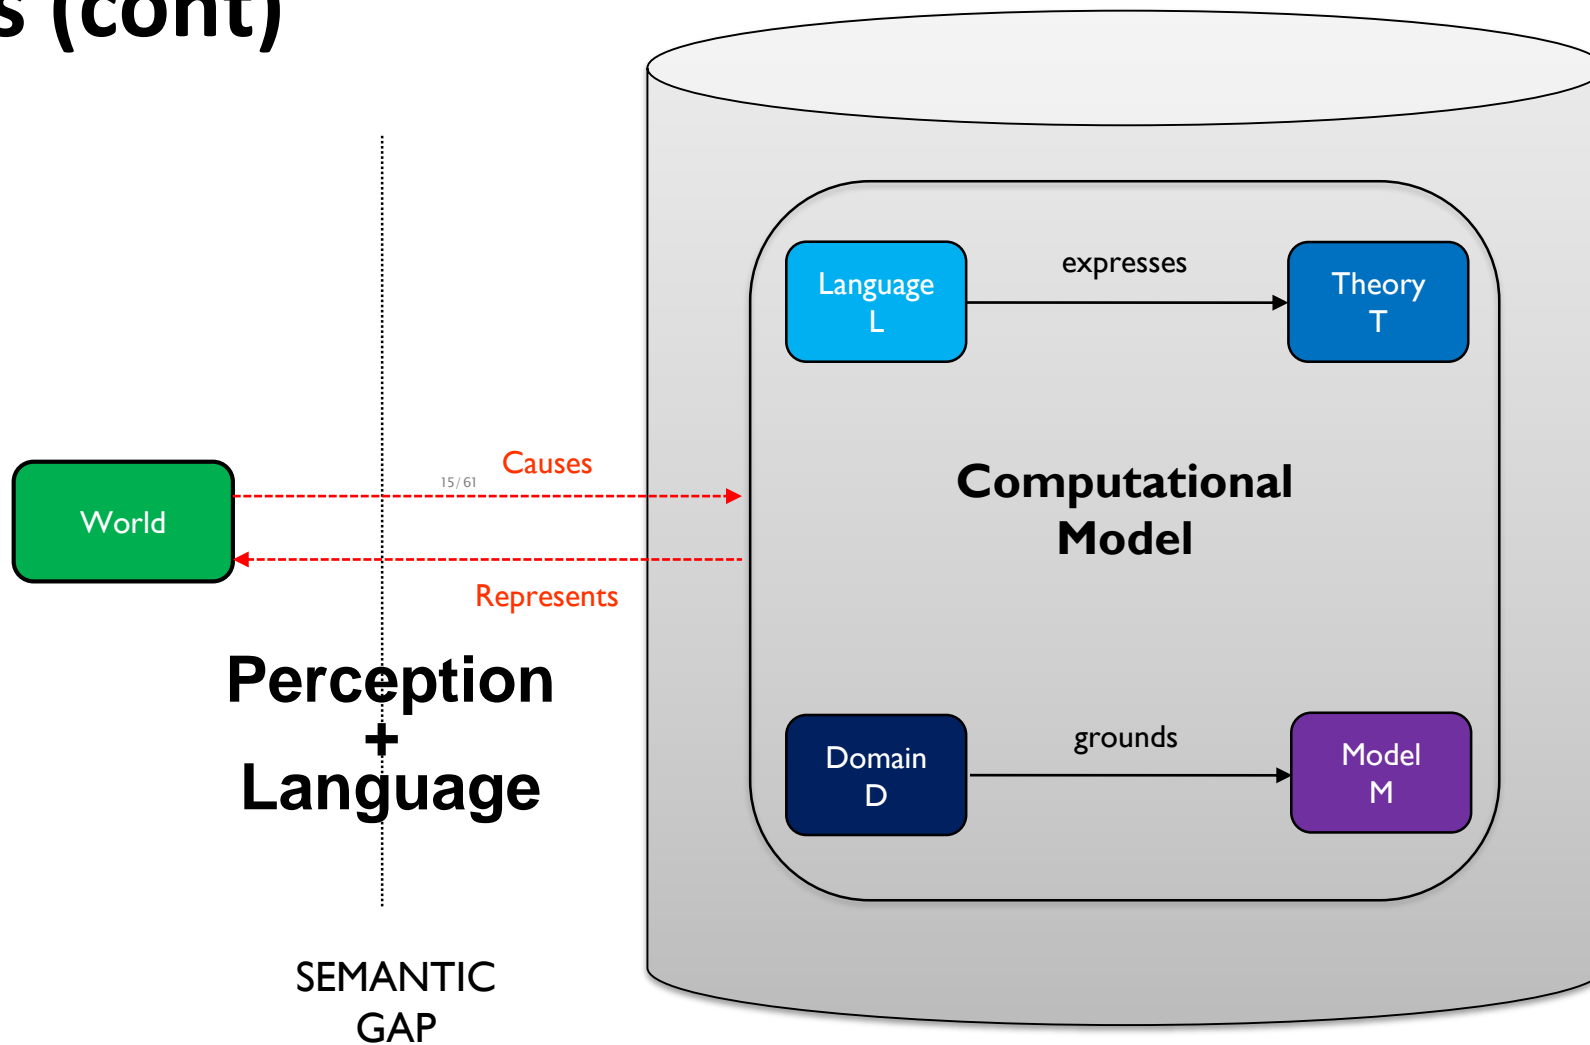 s (cont)
Language
L
expresses
Theory
T
Causes
15/61
World
Computational
Model
Represents
Perception
+
Language
Domain
D
grounds
Model
M
SEMANTIC
GAP